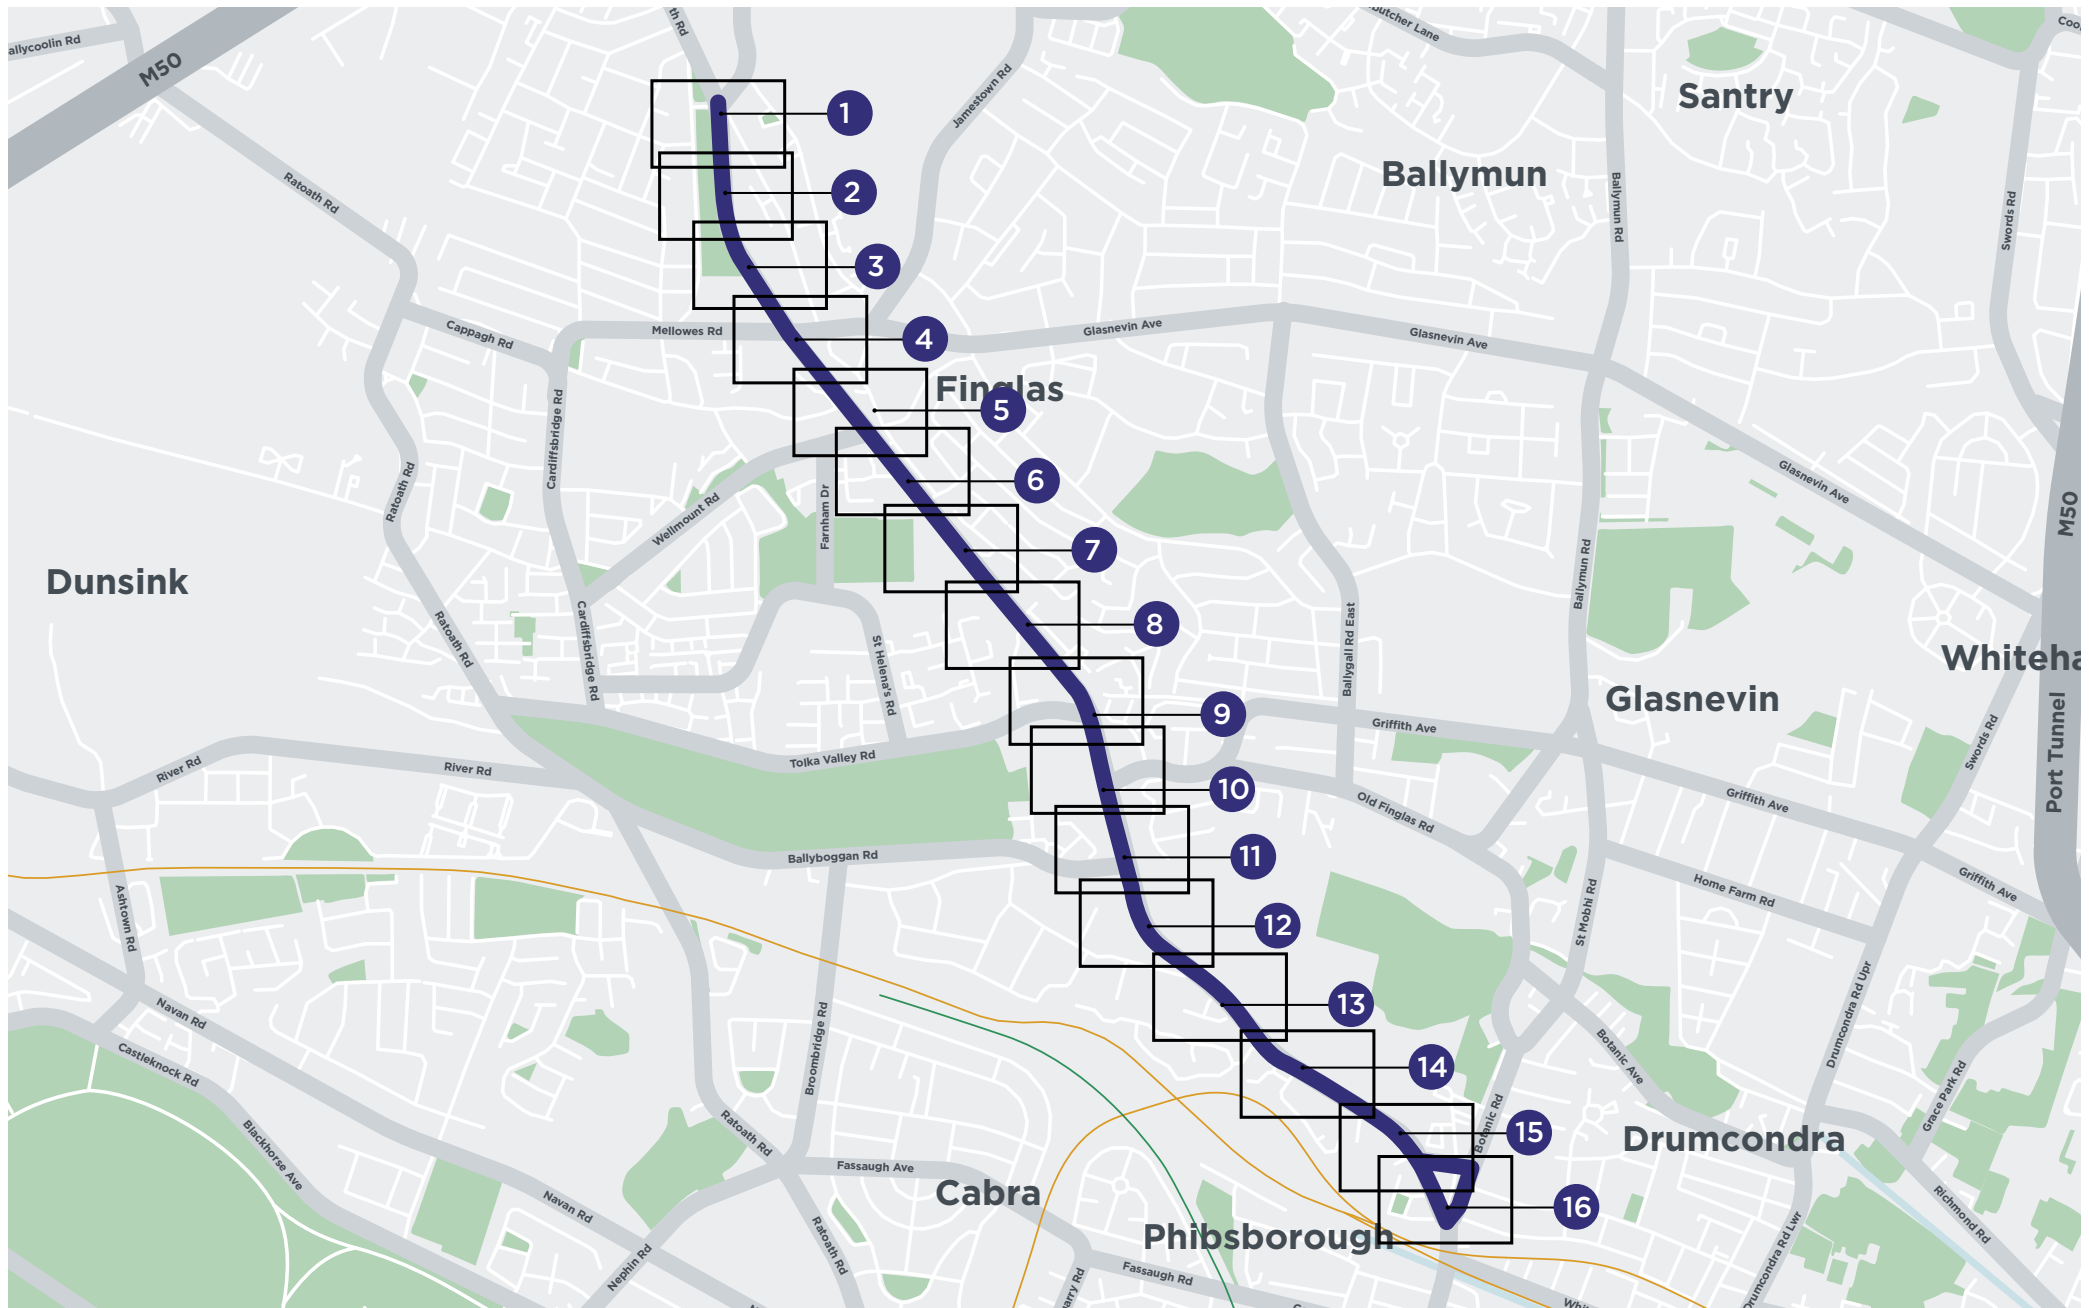 allycoolin Rd
M50
th Rd
butcher Lane
Jamestown Rd
Santry
Ballymun
Ratoath Rd
Ballymun Rd
Swords Rd
1
2
3
4
Mellowes Rd
Cappagh Rd
Glasnevin Ave
Glasnevin Ave
Finglas
5
Cardiffsbridge Rd
Ratoath Rd
Wellmount Rd
Farnham Dr
6
7
Glasnevin Ave
M50
Dunsink
Ballymun Rd
8
Ratoath Rd
Cardiffsbridge Rd
St Helena's Rd
Ballygall Rd East
Whiteha
Glasnevin
9
Griffith Ave
Swords Rd
Port Tunnel
River Rd
River Rd
Tolka Valley Rd
10
Old Finglas Rd
Griffith Ave
Ballyboggan Rd
11
Home Farm Rd
Griffith Ave
Ashtown Rd
St Mobhi Rd
12
Navan Rd
13
Broombridge Rd
Drumcondra Rd Upr
Botanic Ave
Castleknock Rd
14
Grace Park Rd
Blackhorse Ave
Ratoath Rd
Botanic Rd
15
Drumcondra
Fassaugh Ave
Cabra
Navan Rd
16
Richmond Rd
Phibsborough
Ratoath Rd
Nephin Rd
Fassaugh Rd
arry Rd
Drumcondra Rd Lwr